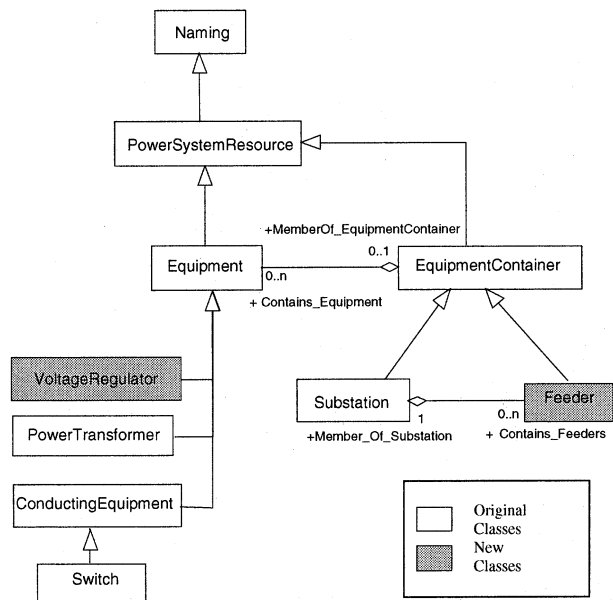 Naming
PowerSystemResource
+MemberOf_EquipmentContainer
0..1
Equipment
EquipmentContainer
0..n
+ Contains_Equipment
VoltageRegulator
Substation
Feeder
1
0..n
+Member_Of_Substation
+ Contains_Feeders
PowerTransformer
ConductingEquipment
Switch
Original
Classes
New
Classes